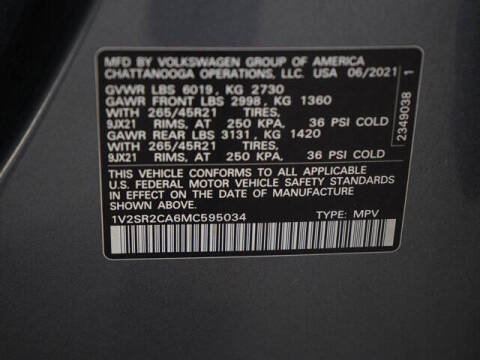 MFD BY VOLKSWAGEN GROUP OF AMERICA
CHATTANOOGA OPERATIONS, LLC. USA 06/2021
GVWR LBS 6019, KG 2730
GAWR FRONT LBS 2998, KG 1360
WITH 265/45R21 TIRES,
9JX21 RIMS, AT 250 KPA, 36 PSI COLD
GAWR REAR LBS 3131, KG 1420
WITH 265/45R21 TIRES,
9JX21 RIMS, AT 250 KPA, 36 PSI COLD
THIS VEHICLE CONFORMS TO ALL APPLICABLE
U.S. FEDERAL MOTOR VEHICLE SAFETY STANDARDS
IN EFFECT ON THE DATE OF MANUFACTURE
SHOWN ABOVE.
1V2SR2CA6MC595034 TYPE: MPV
2349038 1